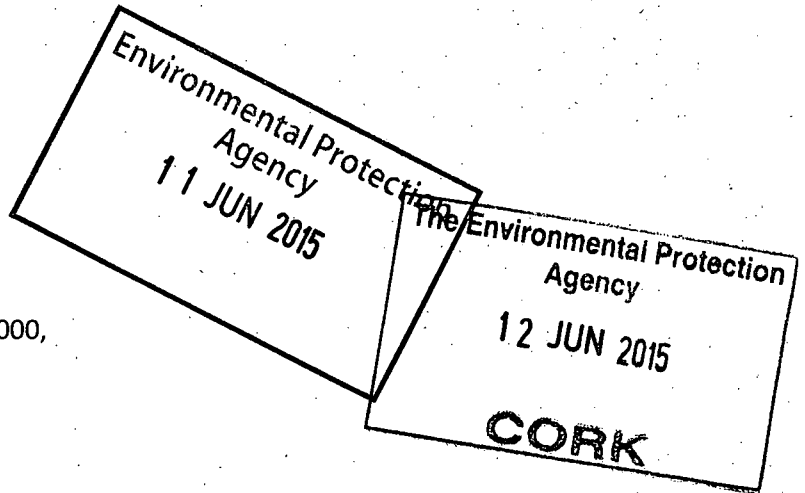 Environmental Protection
Agency
11 JUN 2015
The Environmental Protection
Agency
12 JUN 2015
CORK
000,